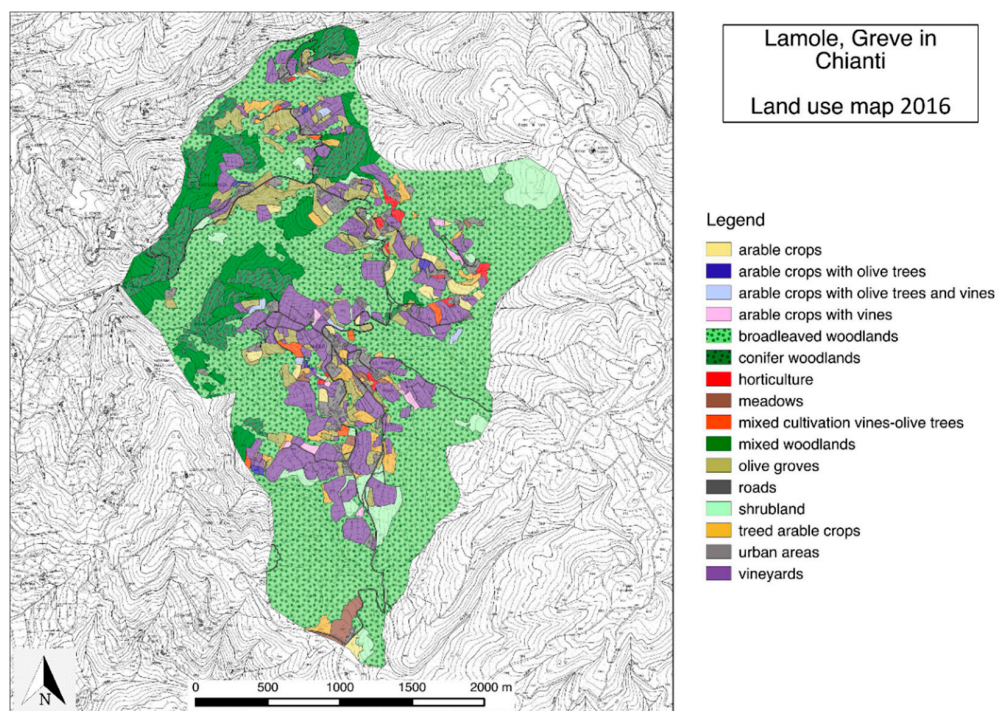 Lamole, Greve in
Chianti
Land use map 2016
Legend
arable crops
arable crops with olive trees
arable crops with olive trees and vines
arable crops with vines
broadleaved woodlands
conifer woodlands
horticulture
meadows
mixed cultivation vines-olive trees
mixed woodlands
olive groves
roads
shrubland
treed arable crops
urban areas
vineyards
N
0 500 1000 1500 2000 m